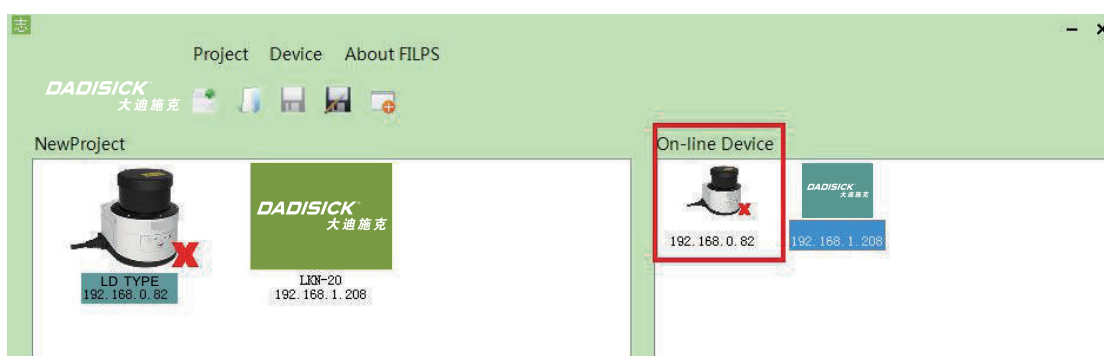 志
Project Device About FILPS
DADISICK
大迪施克
NewProject
On-line Device
DADISICK
大迪施克
DADISICK
大迪施克
192.168.0.82
192.168.1.208
LD TYPE
192.168.0.82
LKN-20
192.168.1.208